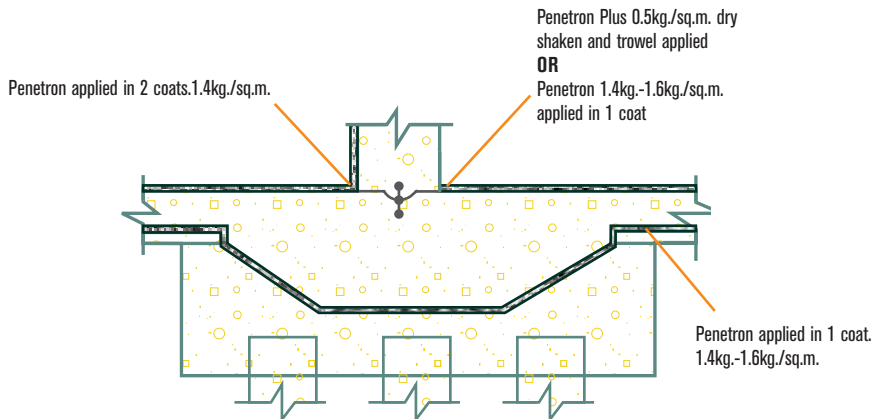 Penetron Plus 0.5kg./sq.m. dry
shaken and trowel applied
OR
Penetron 1.4kg.-1.6kg./sq.m.
applied in 1 coat
Penetron applied in 2 coats.1.4kg./sq.m.
Penetron applied in 1 coat.
1.4kg.-1.6kg./sq.m.